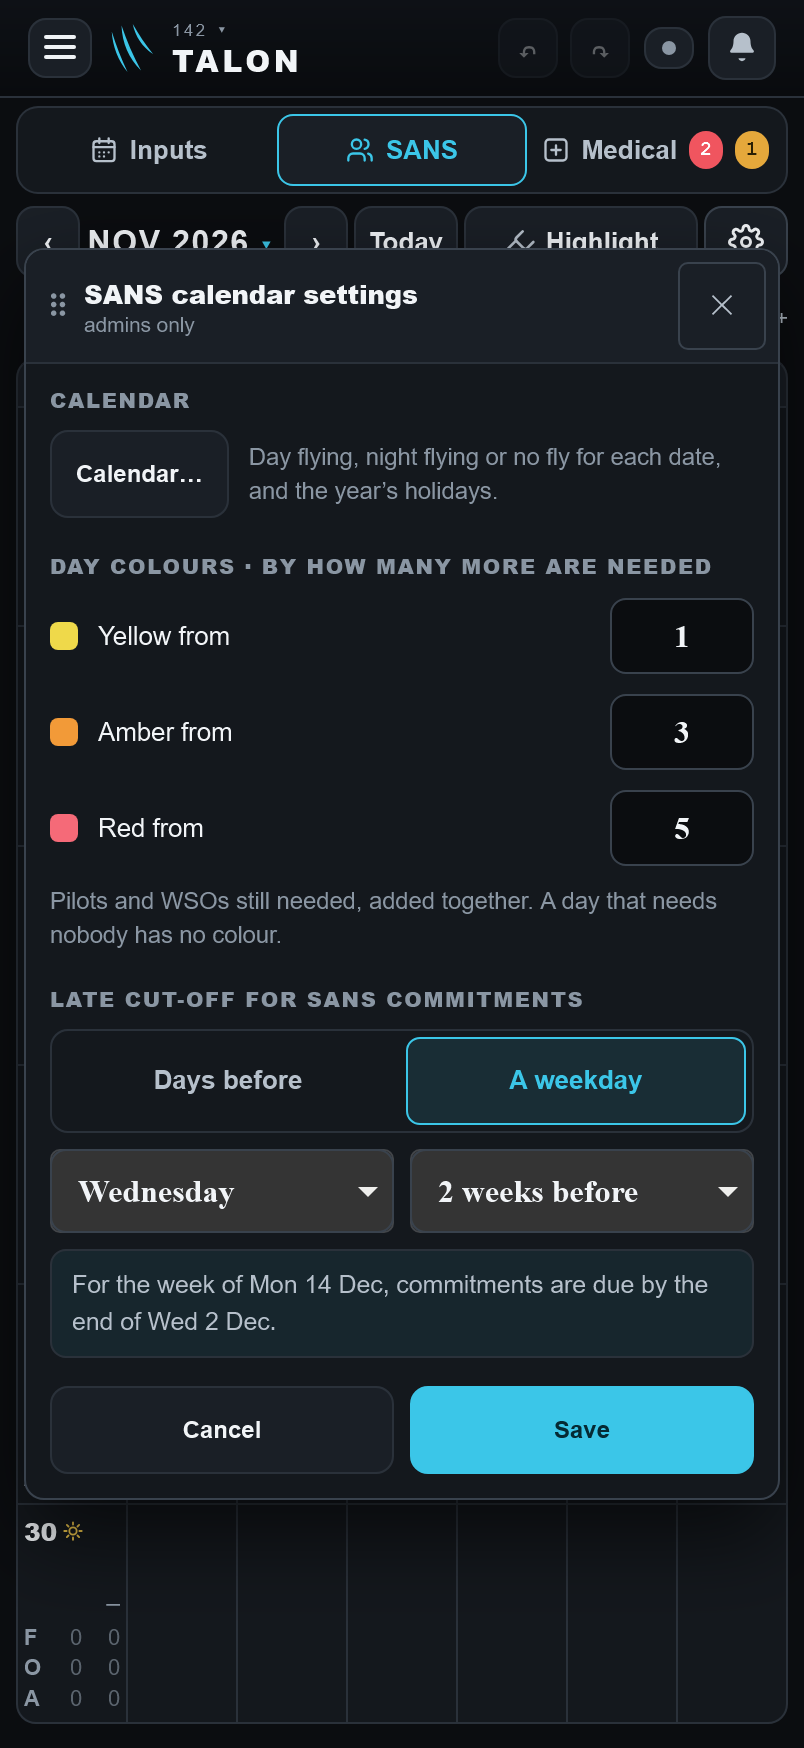 142 ▾
TALON
Inputs
SANS
Medical 2 1
‹ NOV 2026 ▾ › Today Highlight
SANS calendar settings
admins only
+
CALENDAR
Calendar…
Day flying, night flying or no fly for each date,
and the year’s holidays.
DAY COLOURS · BY HOW MANY MORE ARE NEEDED
Yellow from 1
Amber from 3
Red from 5
Pilots and WSOs still needed, added together. A day that needs
nobody has no colour.
LATE CUT-OFF FOR SANS COMMITMENTS
Days before
A weekday
Wednesday
2 weeks before
For the week of Mon 14 Dec, commitments are due by the
end of Wed 2 Dec.
Cancel
Save
30
–
F 0 0
O 0 0
A 0 0